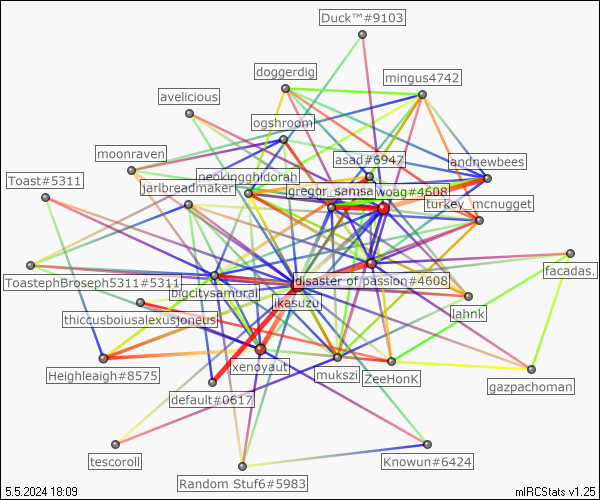 Duck™#9103
doggerdig
mingus4742
avelicious
ogshroom
moonraven
asad#6947
andnewbees
Toast#5311
neckingghidorah
jarlbreadmaker
gregor_samsa
woag#4608
turkey_mcnugget
ToastephBroseph5311#5311
disaster of passion#4608
facadas.
bigcitysamurai
ikasuzu
lahnk
thiccusboiusalexusjoneus
xenoyaut
mukszi
ZeeHonK
Heighleaigh#8575
gazpachoman
default#0617
tescoroll
Knowun#6424
Random Stuf6#5983
5.5.2024 18:09
mIRCStats v1.25